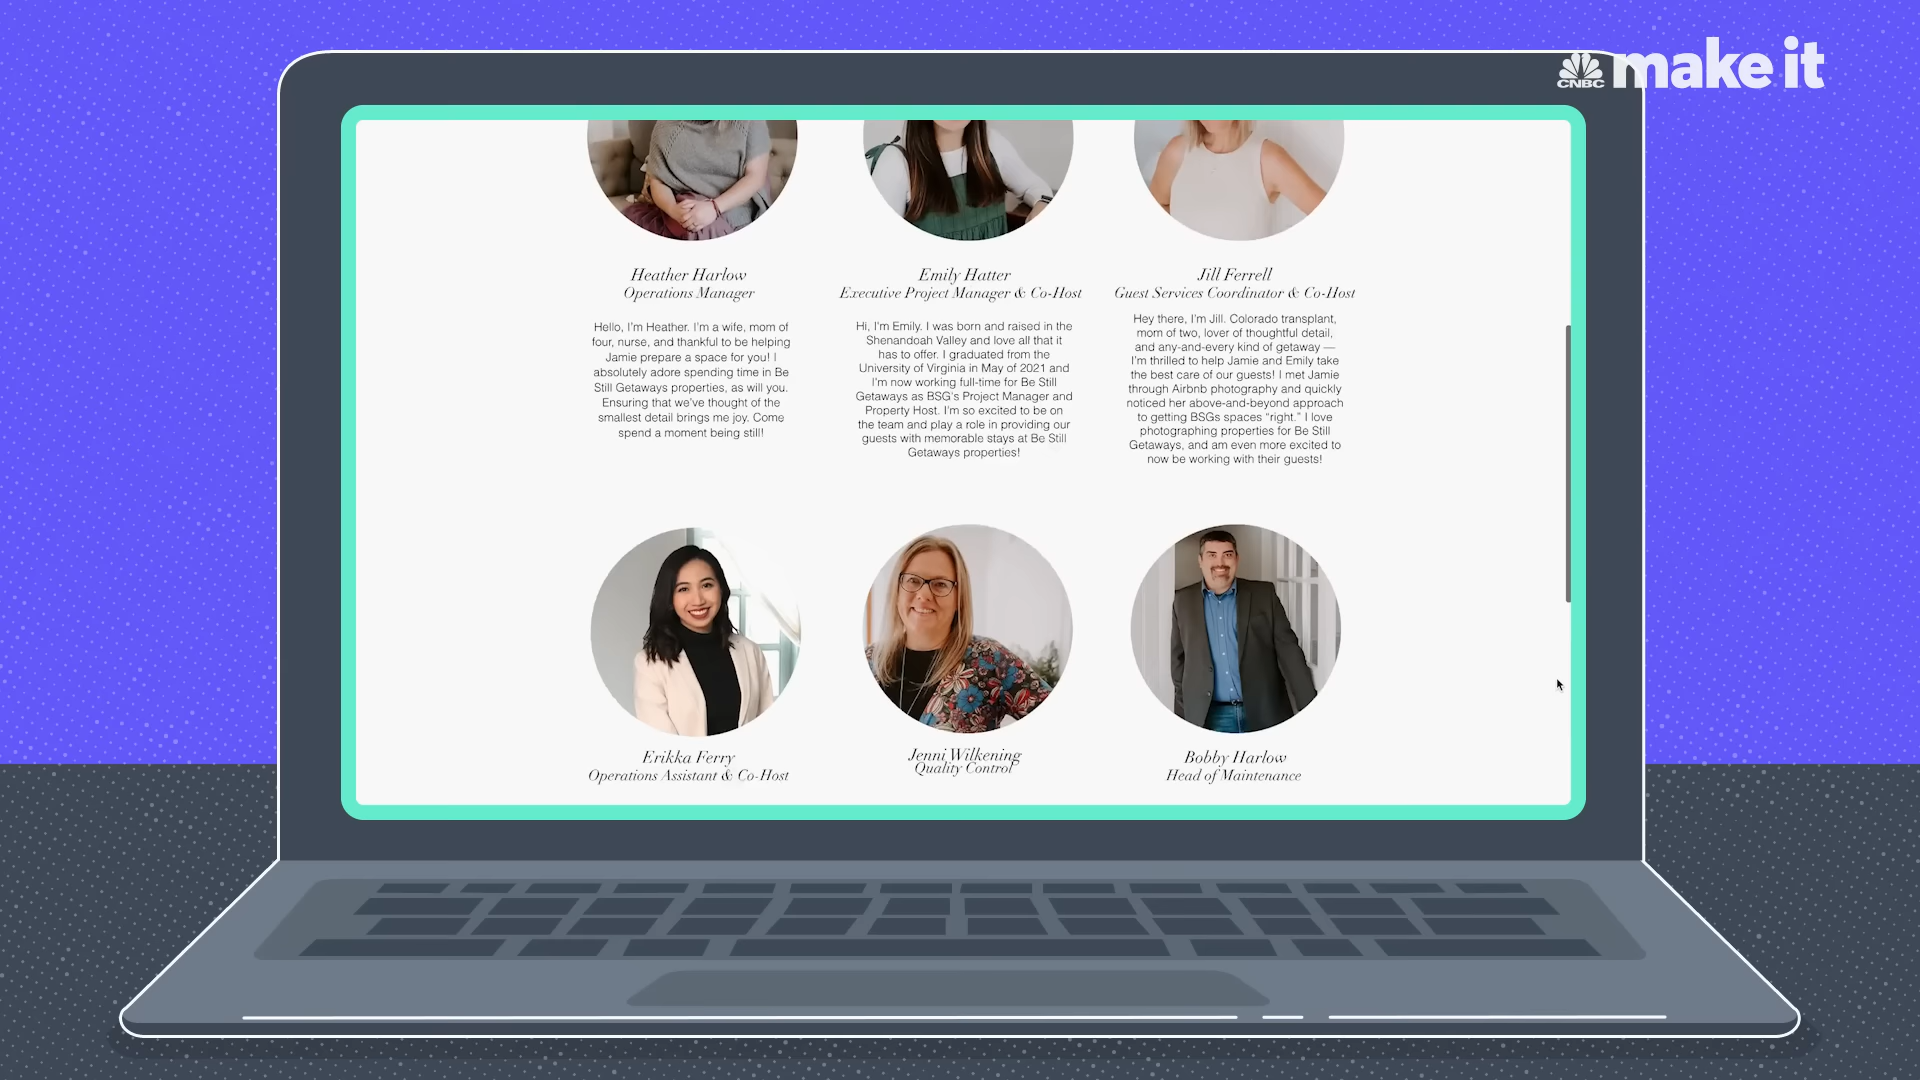 CNBC make it
Heather Harlow
Operations Manager
Hello, I'm Heather. I'm a wife, mom of
four, nurse, and thankful to be helping
Jamie prepare a space for you! I
absolutely adore spending time in Be
Still Getaways properties, as will you.
Ensuring that we've thought of the
smallest detail brings me joy. Come
spend a moment being still!
Emily Hatter
Executive Project Manager & Co-Host
Hi, I'm Emily. I was born and raised in the
Shenandoah Valley and love all that it
has to offer. I graduated from the
University of Virginia in May of 2021 and
I'm now working full-time for Be Still
Getaways as BSG's Project Manager and
Property Host. I'm so excited to be on
the team and play a role in providing our
guests with memorable stays at Be Still
Getaways properties!
Jill Ferrell
Guest Services Coordinator & Co-Host
Hey there, I'm Jill. Colorado transplant,
mom of two, lover of thoughtful detail,
and any-and-every kind of getaway —
I'm thrilled to help Jamie and Emily take
the best care of our guests! I met Jamie
through Airbnb photography and quickly
noticed her above-and-beyond approach
to getting BSGs spaces “right.” I love
photographing properties for Be Still
Getaways, and am even more excited to
now be working with their guests!
Erikka Ferry
Operations Assistant & Co-Host
Jenni Wilkening
Quality Control
Bobby Harlow
Head of Maintenance